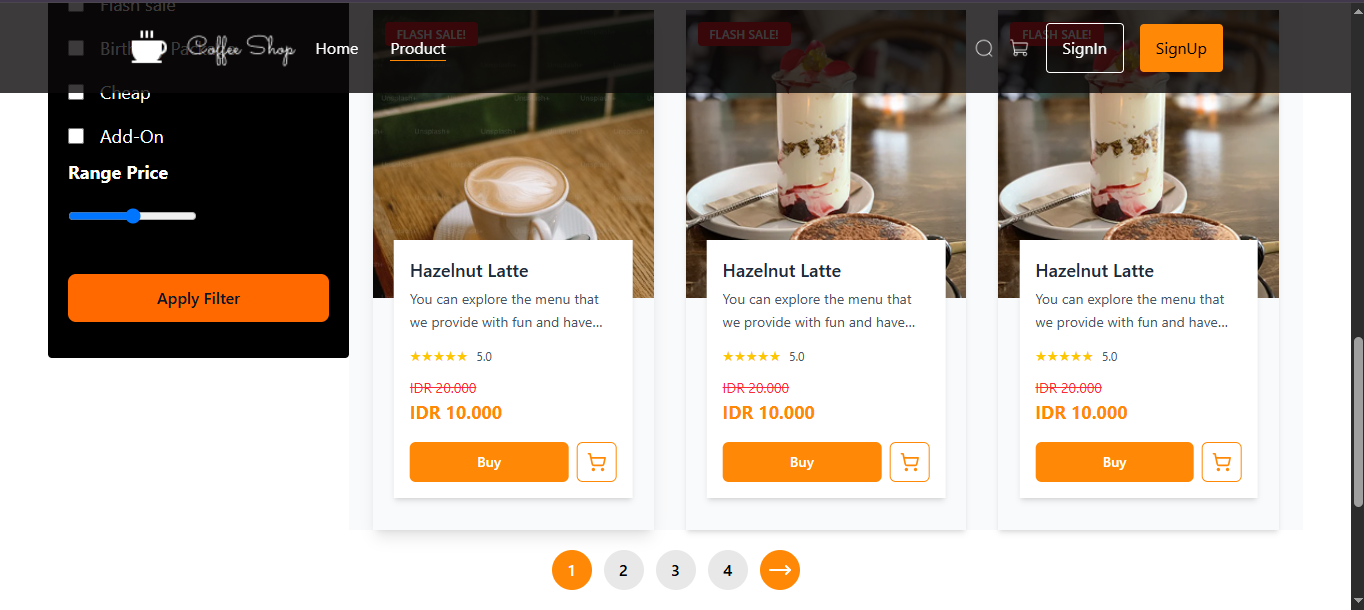 Flash sale
FLASH SALE!
FLASH SALE!
FLASH SALE!
Coffee Shop
Home
Product
SignIn
SignUp
Cheap
Add-On
Range Price
Apply Filter
Hazelnut Latte
You can explore the menu that
we provide with fun and have...
★★★★★ 5.0
IDR 20.000
IDR 10.000
Buy
Hazelnut Latte
You can explore the menu that
we provide with fun and have...
★★★★★ 5.0
IDR 20.000
IDR 10.000
Buy
Hazelnut Latte
You can explore the menu that
we provide with fun and have...
★★★★★ 5.0
IDR 20.000
IDR 10.000
Buy
1 2 3 4